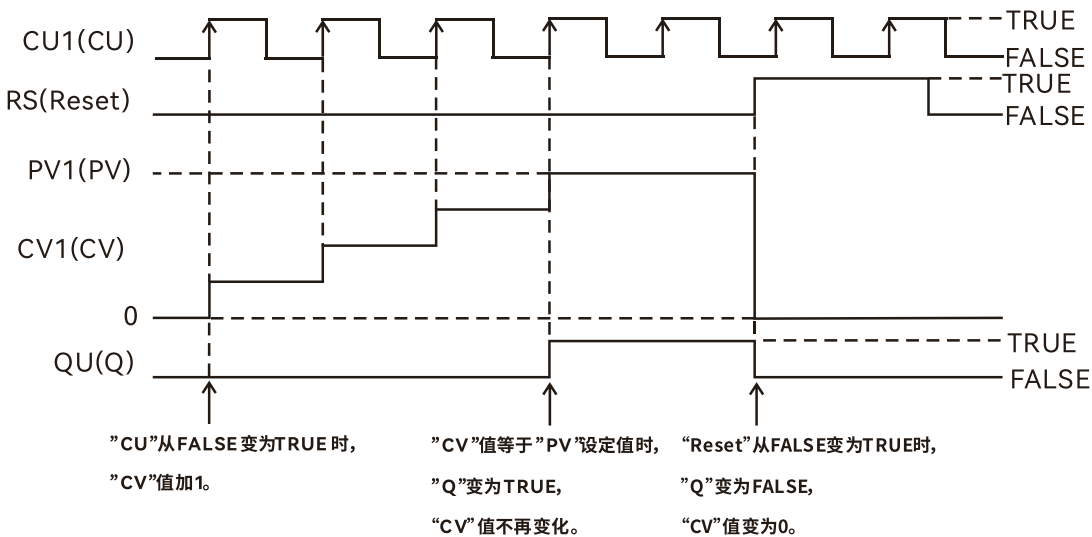 CU1(CU)
TRUE
FALSE
RS(Reset)
TRUE
FALSE
PV1(PV)
CV1(CV)
0
QU(Q)
TRUE
FALSE
”CU”从FALSE变为TRUE时，
”CV”值加1。
”CV”值等于”PV”设定值时，
”Q”变为TRUE，
“CV”值不再变化。
“Reset”从FALSE变为TRUE时，
”Q”变为FALSE，
“CV”值变为0。